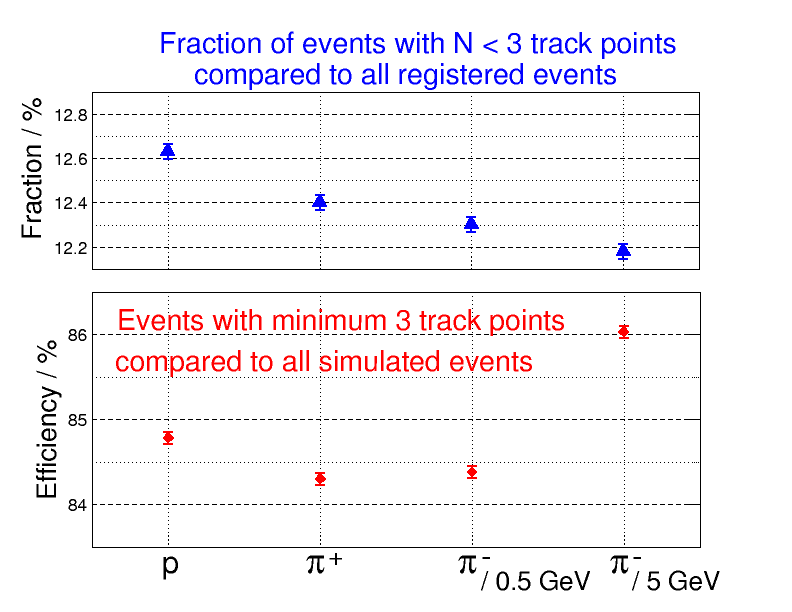 Fraction of events with N < 3 track points
compared to all registered events
Fraction / %
12.8
12.6
12.4
12.2
Events with minimum 3 track points
compared to all simulated events
Efficiency / %
86
85
84
p π+ π- / 0.5 GeV π- / 5 GeV